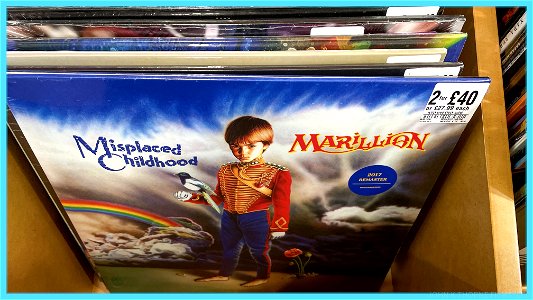 2 for £40
or £27.99 each
Misplaced
Childhood
MARILLION
2017
REMASTER